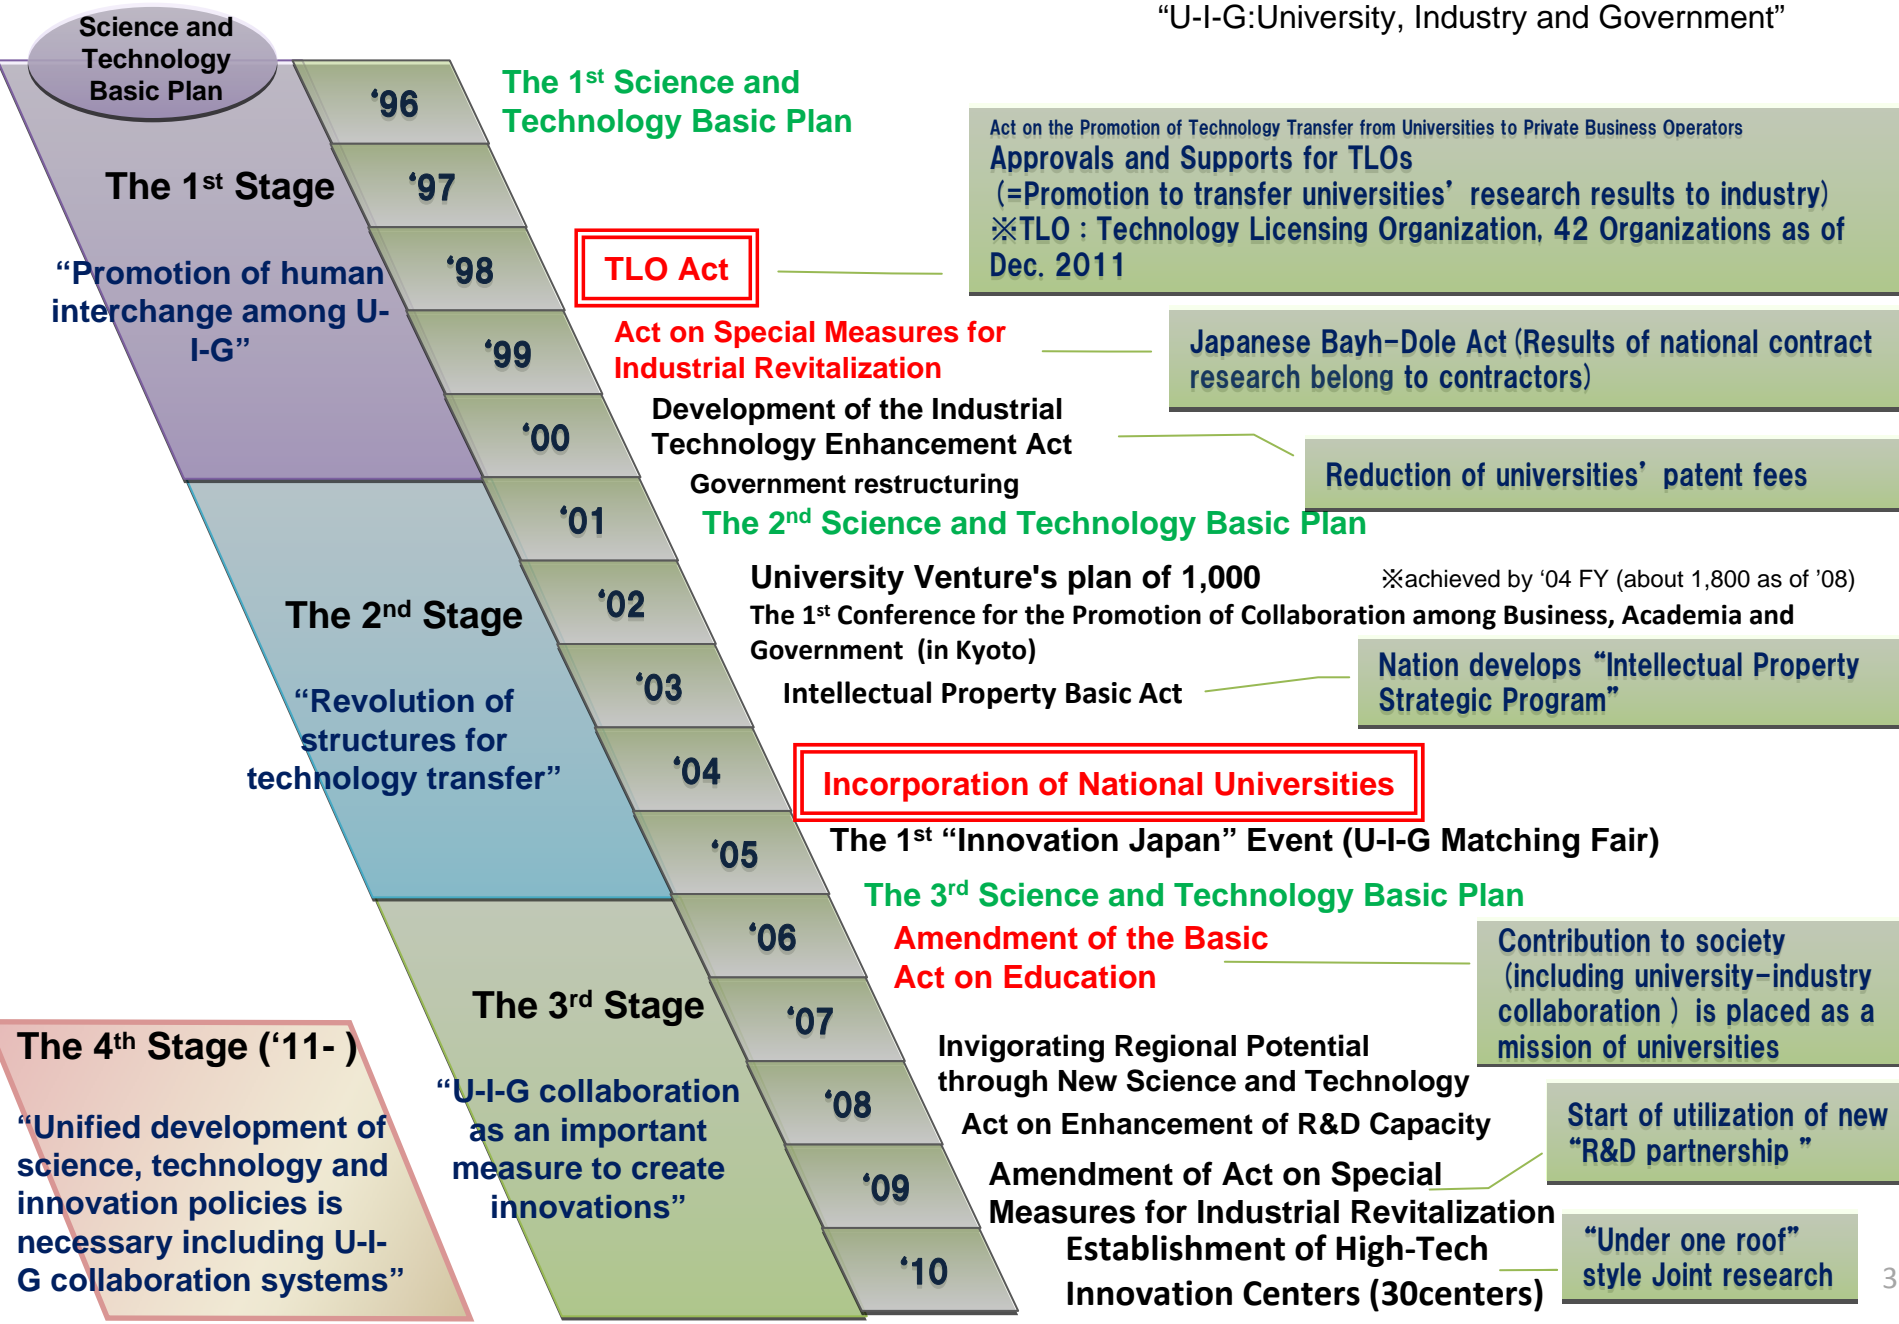 “U-I-G:University, Industry and Government”
Science and
Technology
Basic Plan
The 1st Stage
“Promotion of human
interchange among U-
I-G”
The 2nd Stage
“Revolution of
structures for
technology transfer”
The 3rd Stage
“U-I-G collaboration
as an important
measure to create
innovations”
The 4th Stage (‘11- )
“Unified development of
science, technology and
innovation policies is
necessary including U-I-
G collaboration systems”
‘96
‘97
‘98
‘99
‘00
‘01
‘02
‘03
‘04
‘05
‘06
‘07
‘08
‘09
‘10
The 1st Science and
Technology Basic Plan
TLO Act
Act on the Promotion of Technology Transfer from Universities to Private Business Operators
Approvals and Supports for TLOs
(=Promotion to transfer universities’ research results to industry)
※TLO : Technology Licensing Organization, 42 Organizations as of
Dec. 2011
Act on Special Measures for
Industrial Revitalization
Japanese Bayh-Dole Act (Results of national contract
research belong to contractors)
Development of the Industrial
Technology Enhancement Act
Reduction of universities’ patent fees
Government restructuring
The 2nd Science and Technology Basic Plan
University Venture's plan of 1,000
※achieved by ‘04 FY (about 1,800 as of ’08)
The 1st Conference for the Promotion of Collaboration among Business, Academia and
Government (in Kyoto)
Intellectual Property Basic Act
Nation develops “Intellectual Property
Strategic Program”
Incorporation of National Universities
The 1st “Innovation Japan” Event (U-I-G Matching Fair)
The 3rd Science and Technology Basic Plan
Amendment of the Basic
Act on Education
Contribution to society
(including university-industry
collaboration ) is placed as a
mission of universities
Invigorating Regional Potential
through New Science and Technology
Act on Enhancement of R&D Capacity
Start of utilization of new
“R&D partnership ”
Amendment of Act on Special
Measures for Industrial Revitalization
Establishment of High-Tech
Innovation Centers (30centers)
“Under one roof”
style Joint research
3